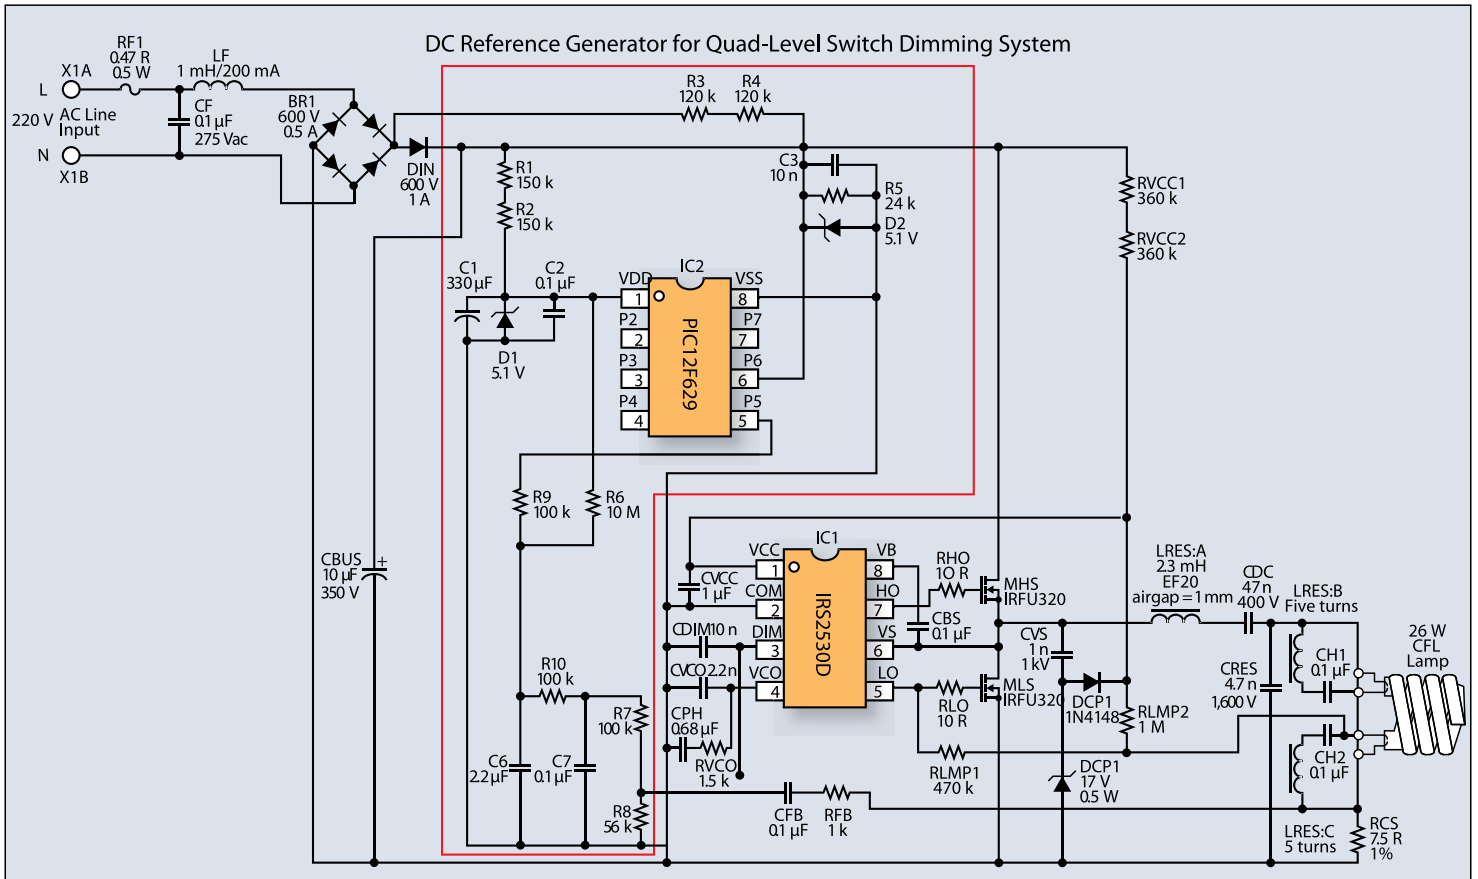 DC Reference Generator for Quad-Level Switch Dimming System
RF1
0.47 R
0.5 W
LF
1 mH/200 mA
X1A
L
220 V
AC Line
Input
N
X1B
CF
0.1 µF
275 Vac
BR1
600 V
0.5 A
DIN
600 V
1 A
R3
120 k
R4
120 k
R1
150 k
R2
150 k
C3
10 n
R5
24 k
D2
5.1 V
RVCC1
360 k
RVCC2
360 k
C1
330 µF
C2
0.1 µF
D1
5.1 V
IC2
VDD
VSS
1
8
P2
P7
2
7
P3
P6
3
6
P4
P5
4
5
PIC12F629
R9
100 k
R6
10 M
CBUS
10 µF
350 V
+
IC1
VCC
VB
1
8
COM
HO
2
7
DIM
VS
3
6
VCO
LO
4
5
IRS2530D
CVCC
1 µF
CDIM10 n
CVCO2.2n
CPH
0.68 µF
RVCO
1.5 k
RHO
10 R
MHS
IRFU320
CBS
0.1 µF
MLS
IRFU320
RLO
10 R
CVS
1 n
1 kV
LRES:A
2.3 mH
EF20
airgap = 1mm
CDC
47 n
400 V
LRES:B
Five turns
26 W
CFL
Lamp
CRES
4.7 n
1,600 V
CH1
0.1 µF
DCP1
1N4148
RLMP2
1 M
RLMP1
470 k
DCP1
17 V
0.5 W
CH2
0.1 µF
LRES:C
5 turns
RCS
7.5 R
1%
R10
100 k
R7
100 k
C6
2.2 µF
C7
0.1 µF
R8
56 k
CFB
0.1 µF
RFB
1 k